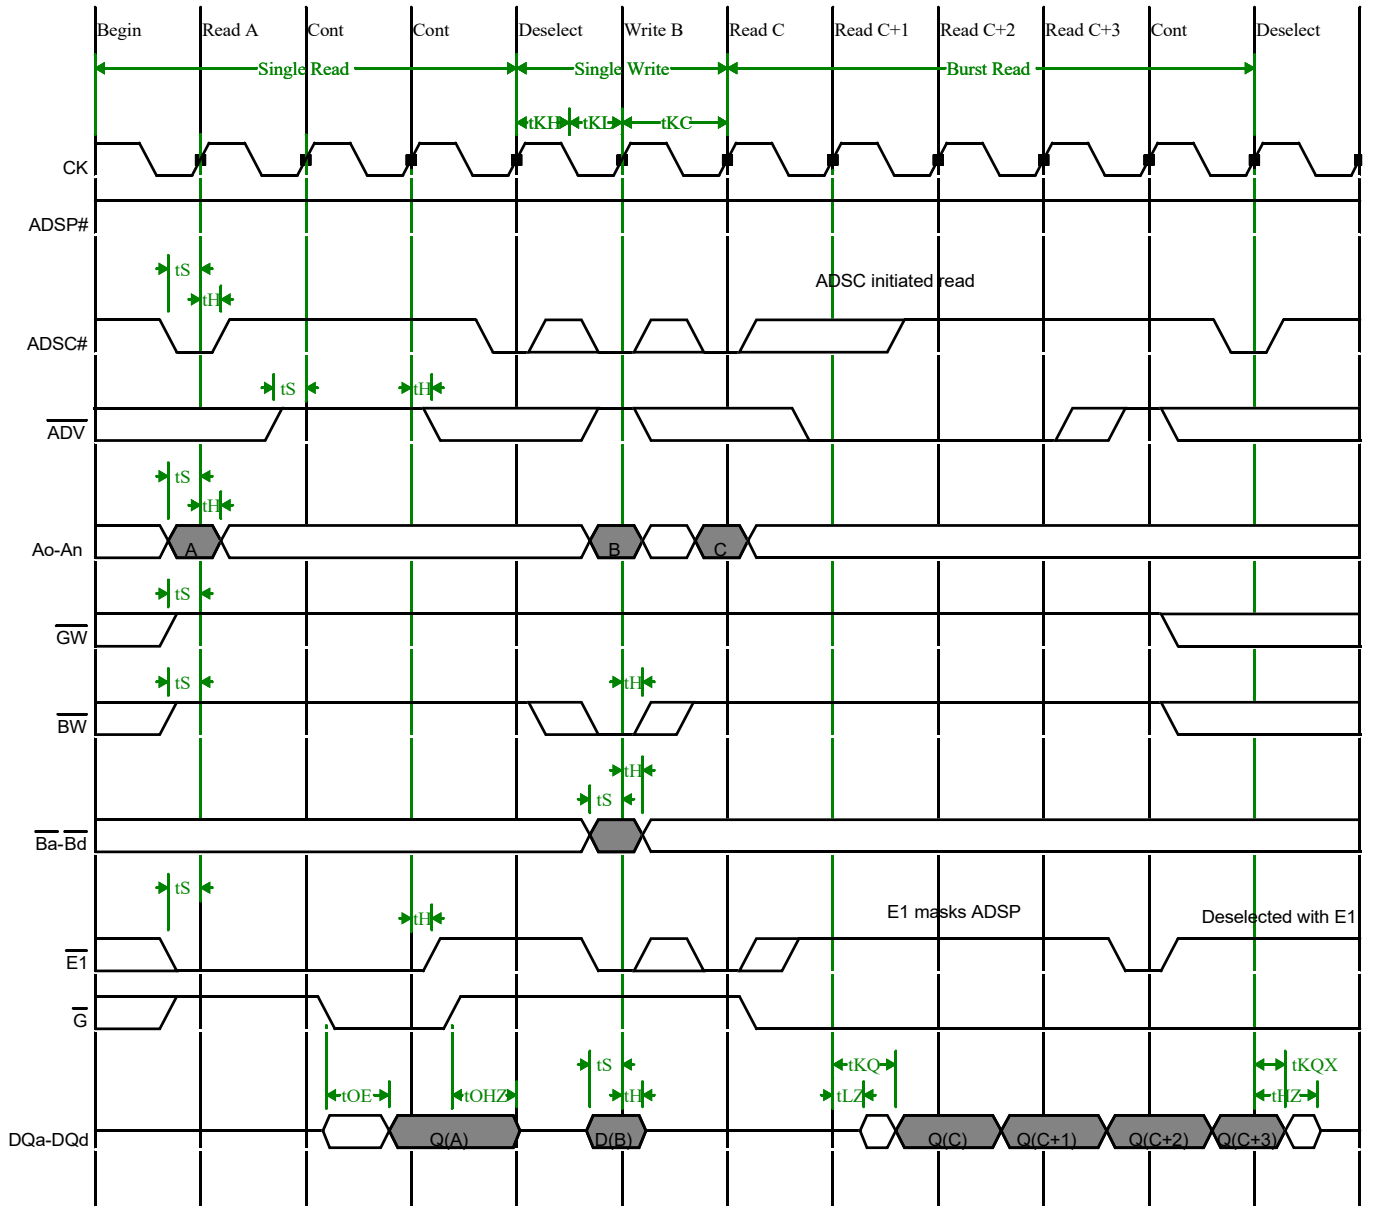 Begin Read A Cont Cont Deselect Write B Read C Read C+1 Read C+2 Read C+3 Cont Deselect
Single Read Single Write Burst Read
tKH tKL tKC
CK
ADSP#
tS
ADSC initiated read
tH
ADSC#
tS tH
ADV
tS
tH
Ao-An A B C
tS
GW
tS tH
BW
tH
tS
Ba-Bd
tS
E1 masks ADSP Deselected with E1
tH
E1
G
tS tKQ tKQX
tOE tOHZ tH tLZ tHZ
DQa-DQd Q(A) D(B) Q(C) Q(C+1) Q(C+2) Q(C+3)